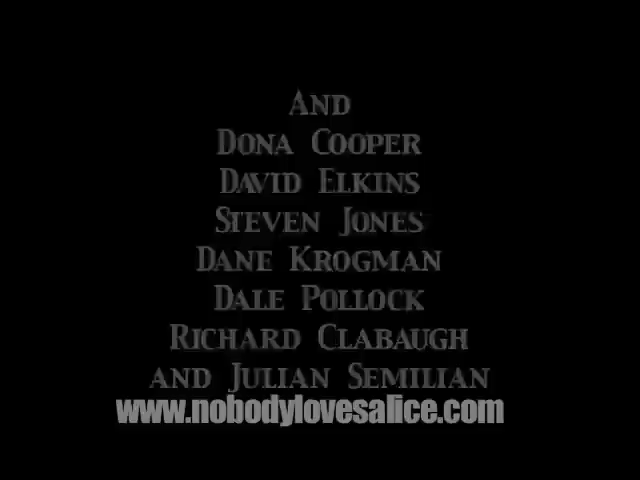 And
Dona Cooper
David Elkins
Steven Jones
Dane Krogman
Dale Pollock
Richard Clabaugh
and Julian Semilian
www.nobodylovesalice.com